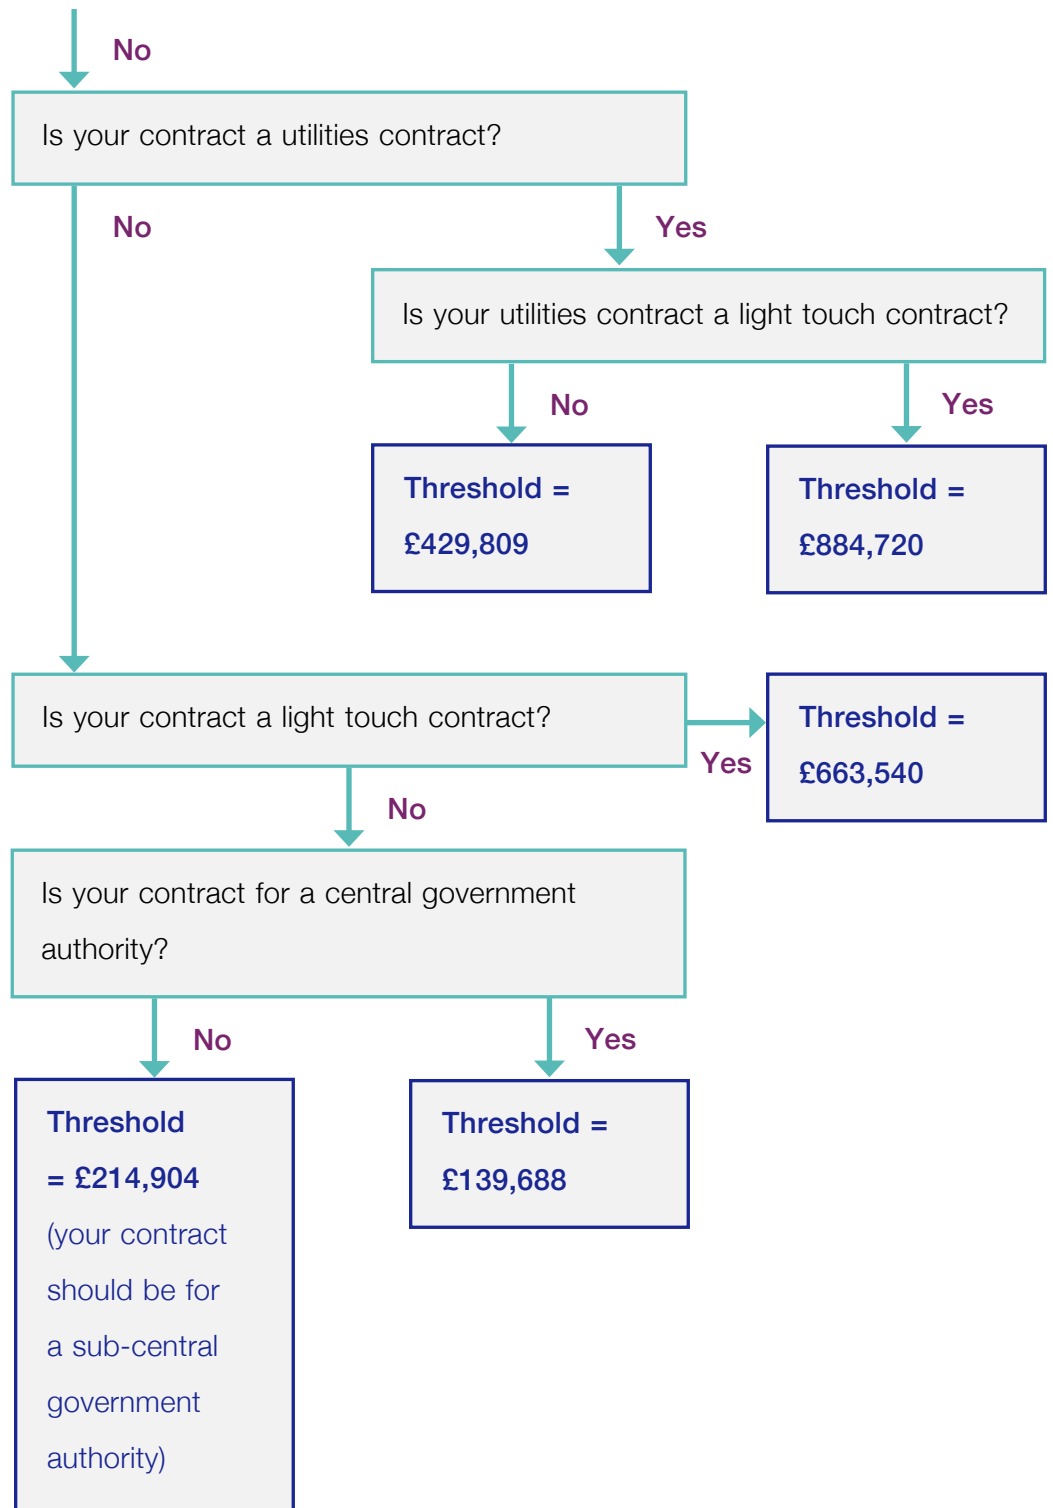 No
Is your contract a utilities contract?
No
Yes
Is your utilities contract a light touch contract?
No
Yes
Threshold =
£429,809
Threshold =
£884,720
Is your contract a light touch contract?
Yes
Threshold =
£663,540
No
Is your contract for a central government
authority?
No
Yes
Threshold
= £214,904
(your contract
should be for
a sub-central
government
authority)
Threshold =
£139,688